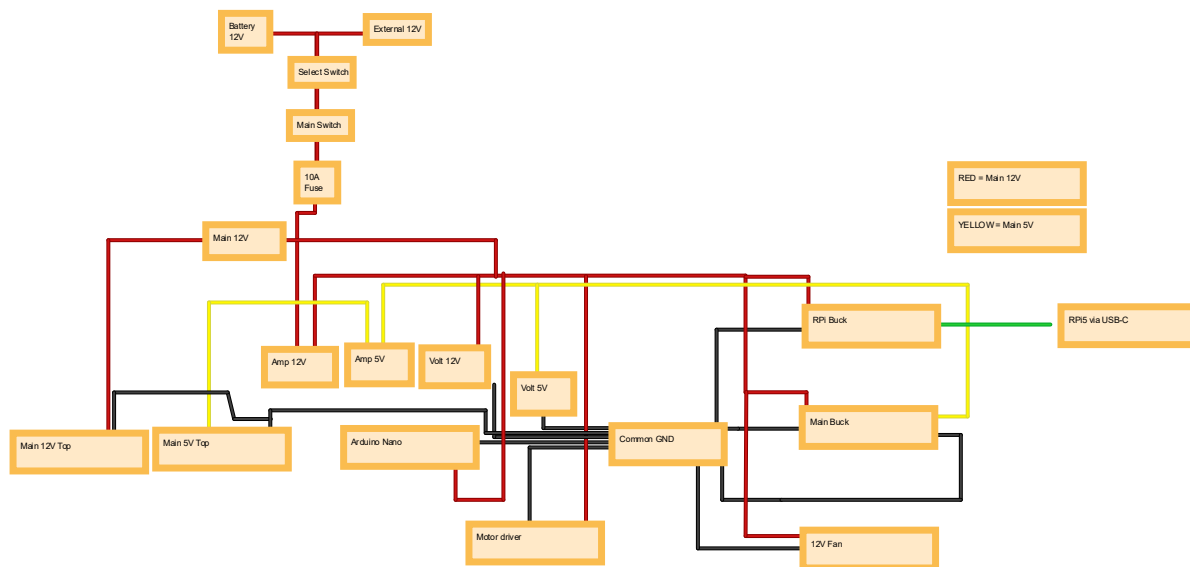 Battery
12V
External 12V
Select Switch
Main Switch
10A
Fuse
RED = Main 12V
YELLOW = Main 5V
Main 12V
RPi Buck
RPi5 via USB-C
Amp 12V
Amp 5V
Volt 12V
Volt 5V
Main 12V Top
Main 5V Top
Arduino Nano
Common GND
Main Buck
Motor driver
12V Fan